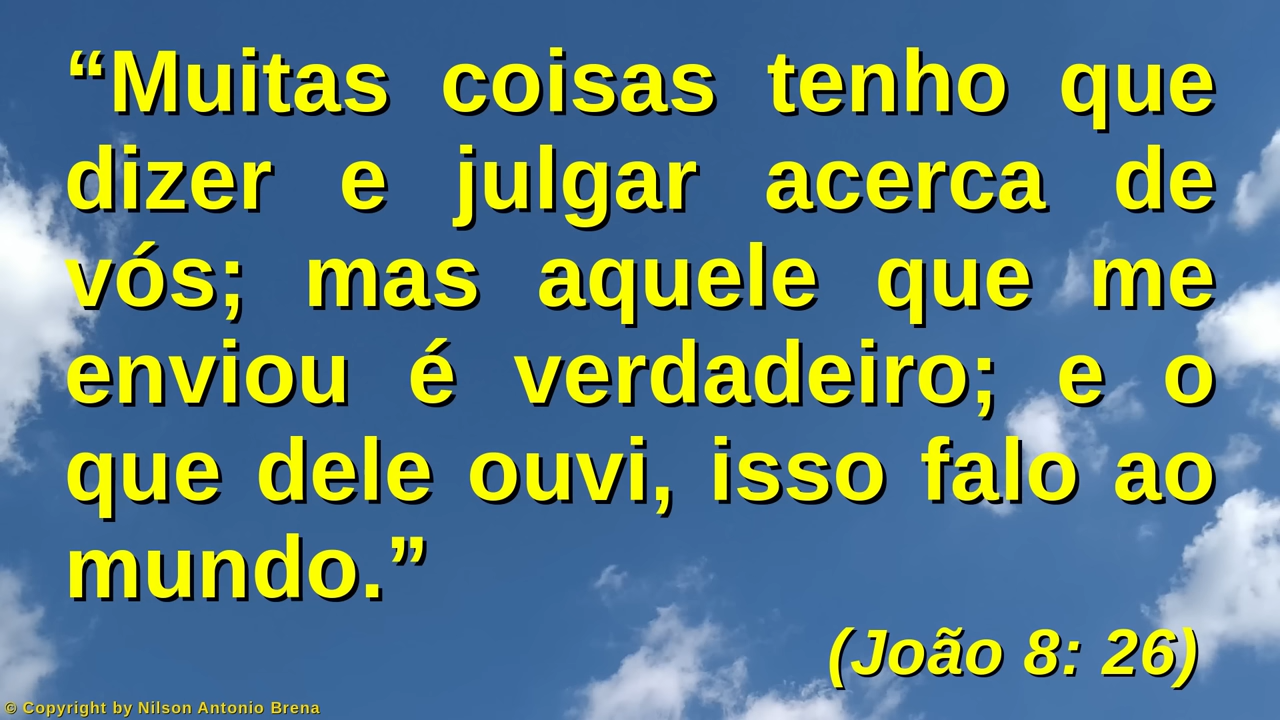 “Muitas coisas tenho que
dizer e julgar acerca de
vós; mas aquele que me
enviou é verdadeiro; e o
que dele ouvi, isso falo ao
mundo.”
(João 8: 26)
© Copyright by Nilson Antonio Brena